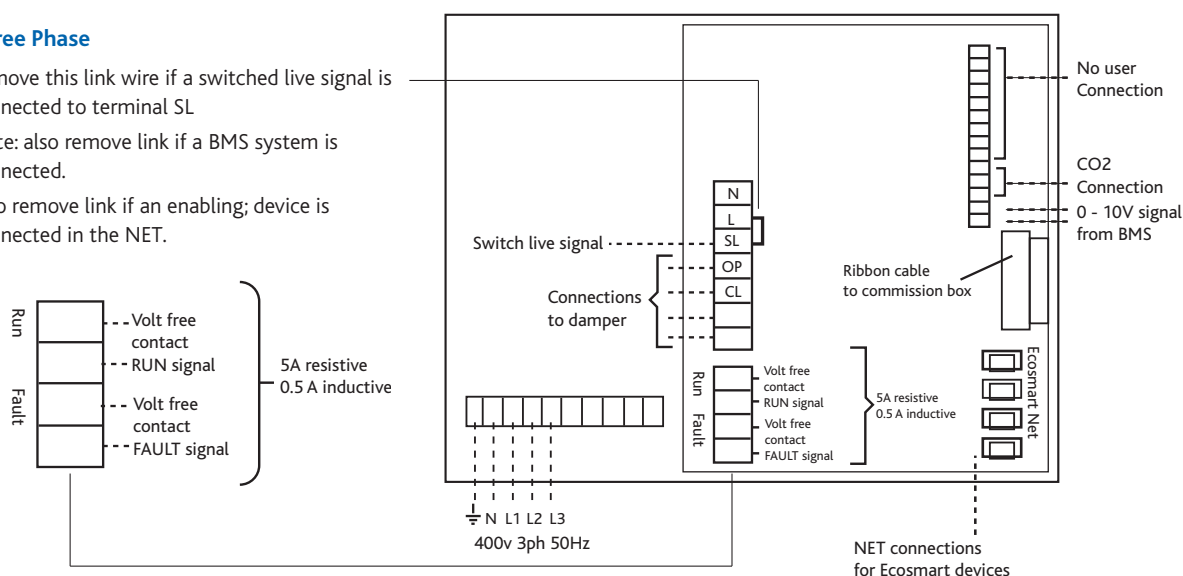 ree Phase
move this link wire if a switched live signal is
nnected to terminal SL
te: also remove link if a BMS system is
nnected.
o remove link if an enabling; device is
nnected in the NET.
Run
Fault
Volt free
contact
RUN signal
Volt free
contact
FAULT signal
5A resistive
0.5 A inductive
Switch live signal
Connections
to damper
N
L
SL
OP
CL
Run
Fault
Volt free
contact
RUN signal
Volt free
contact
FAULT signal
5A resistive
0.5 A inductive
N L1 L2 L3
400v 3ph 50Hz
No user
Connection
CO2
Connection
0 - 10V signal
from BMS
Ribbon cable
to commission box
Ecosmart Net
NET connections
for Ecosmart devices